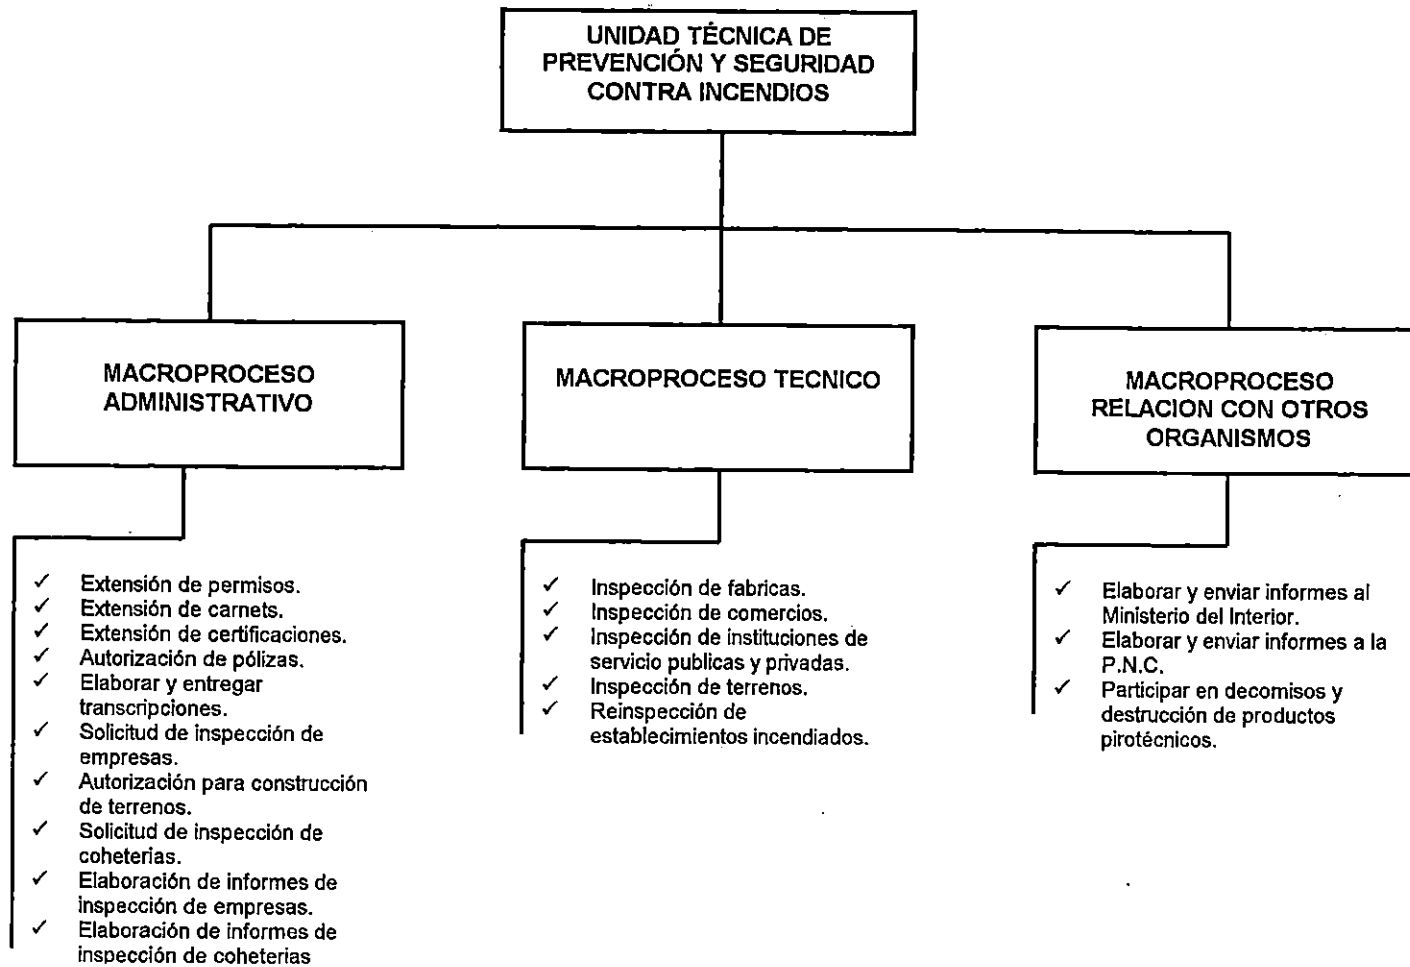 UNIDAD TÉCNICA DE
PREVENCIÓN Y SEGURIDAD
CONTRA INCENDIOS
MACROPROCESO
ADMINISTRATIVO
✓ Extensión de permisos.
✓ Extensión de carnets.
✓ Extensión de certificaciones.
✓ Autorización de pólizas.
✓ Elaborar y entregar
transcripciones.
✓ Solicitud de inspección de
empresas.
✓ Autorización para construcción
de terrenos.
✓ Solicitud de inspección de
coheterias.
✓ Elaboración de informes de
inspección de empresas.
✓ Elaboración de informes de
inspección de coheterias
MACROPROCESO TECNICO
✓ Inspección de fabricas.
✓ Inspección de comercios.
✓ Inspección de instituciones de
servicio publicas y privadas.
✓ Inspección de terrenos.
✓ Reinspección de
establecimientos incendiados.
MACROPROCESO
RELACION CON OTROS
ORGANISMOS
✓ Elaborar y enviar informes al
Ministerio del Interior.
✓ Elaborar y enviar informes a la
P.N.C.
✓ Participar en decomisos y
destrucción de productos
pirotécnicos.